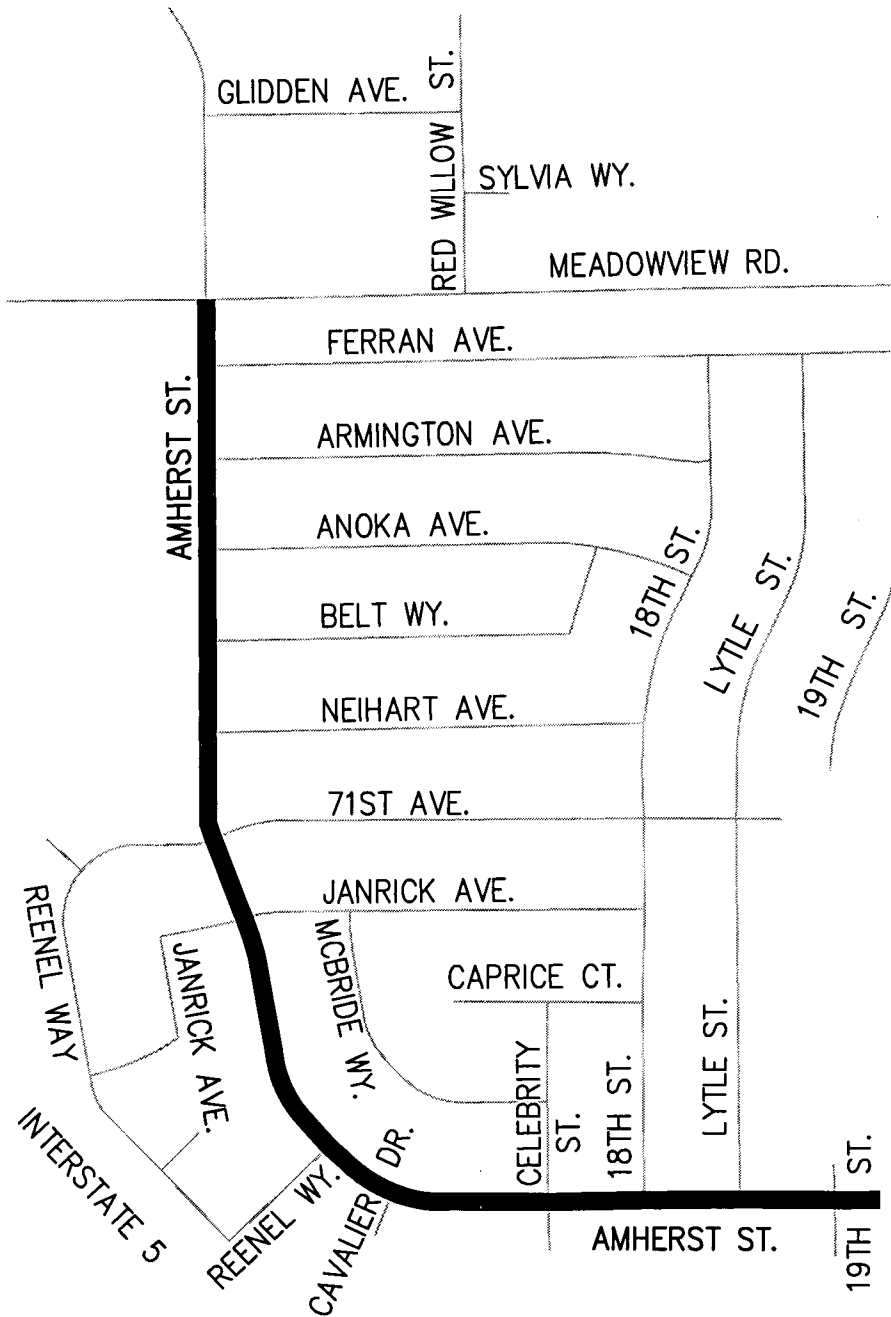 GLIDDEN AVE.
RED WILLOW ST.
SYLVIA WY.
MEADOWVIEW RD.
FERRAN AVE.
AMHERST ST.
ARMINGTON AVE.
ANOKA AVE.
18TH ST.
LYTLE ST.
19TH ST.
BELT WY.
NEIHART AVE.
71ST AVE.
JANRICK AVE.
REENEL WAY
JANRICK AVE.
MCBRIDE WY.
CAPRICE CT.
CELEBRITY ST.
18TH ST.
LYTLE ST.
INTERSTATE 5
REENEL WY.
CAVALIER DR.
AMHERST ST.
19TH ST.